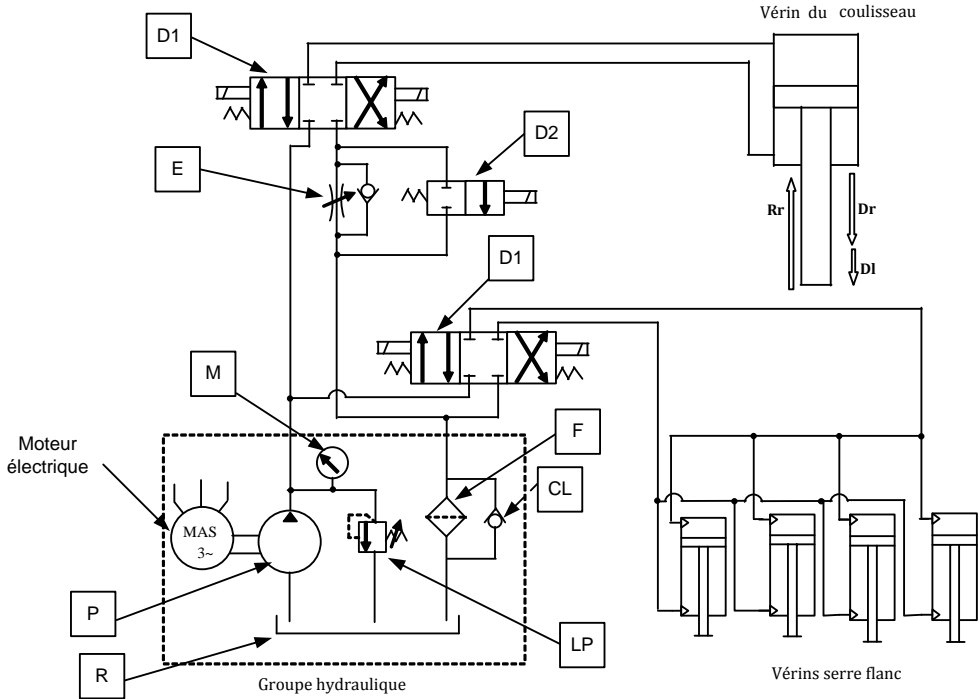 Vérin du coulisseau
D1
D2
E
Rr
Dr
Dl
D1
M
F
CL
Moteur
électrique
MAS
3~
P
R
LP
Groupe hydraulique
Vérins serre flanc